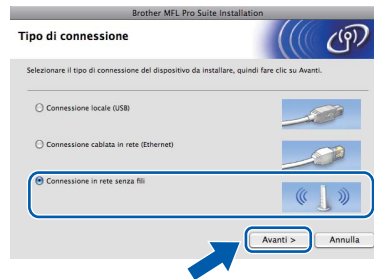 Brother MFL Pro Suite Installation
Tipo di connessione
Selezionare il tipo di connessione del dispositivo da installare, quindi fare clic su Avanti.
Connessione locale (USB)
Connessione cablata in rete (Ethernet)
Connessione in rete senza fili
Avanti >
Annulla